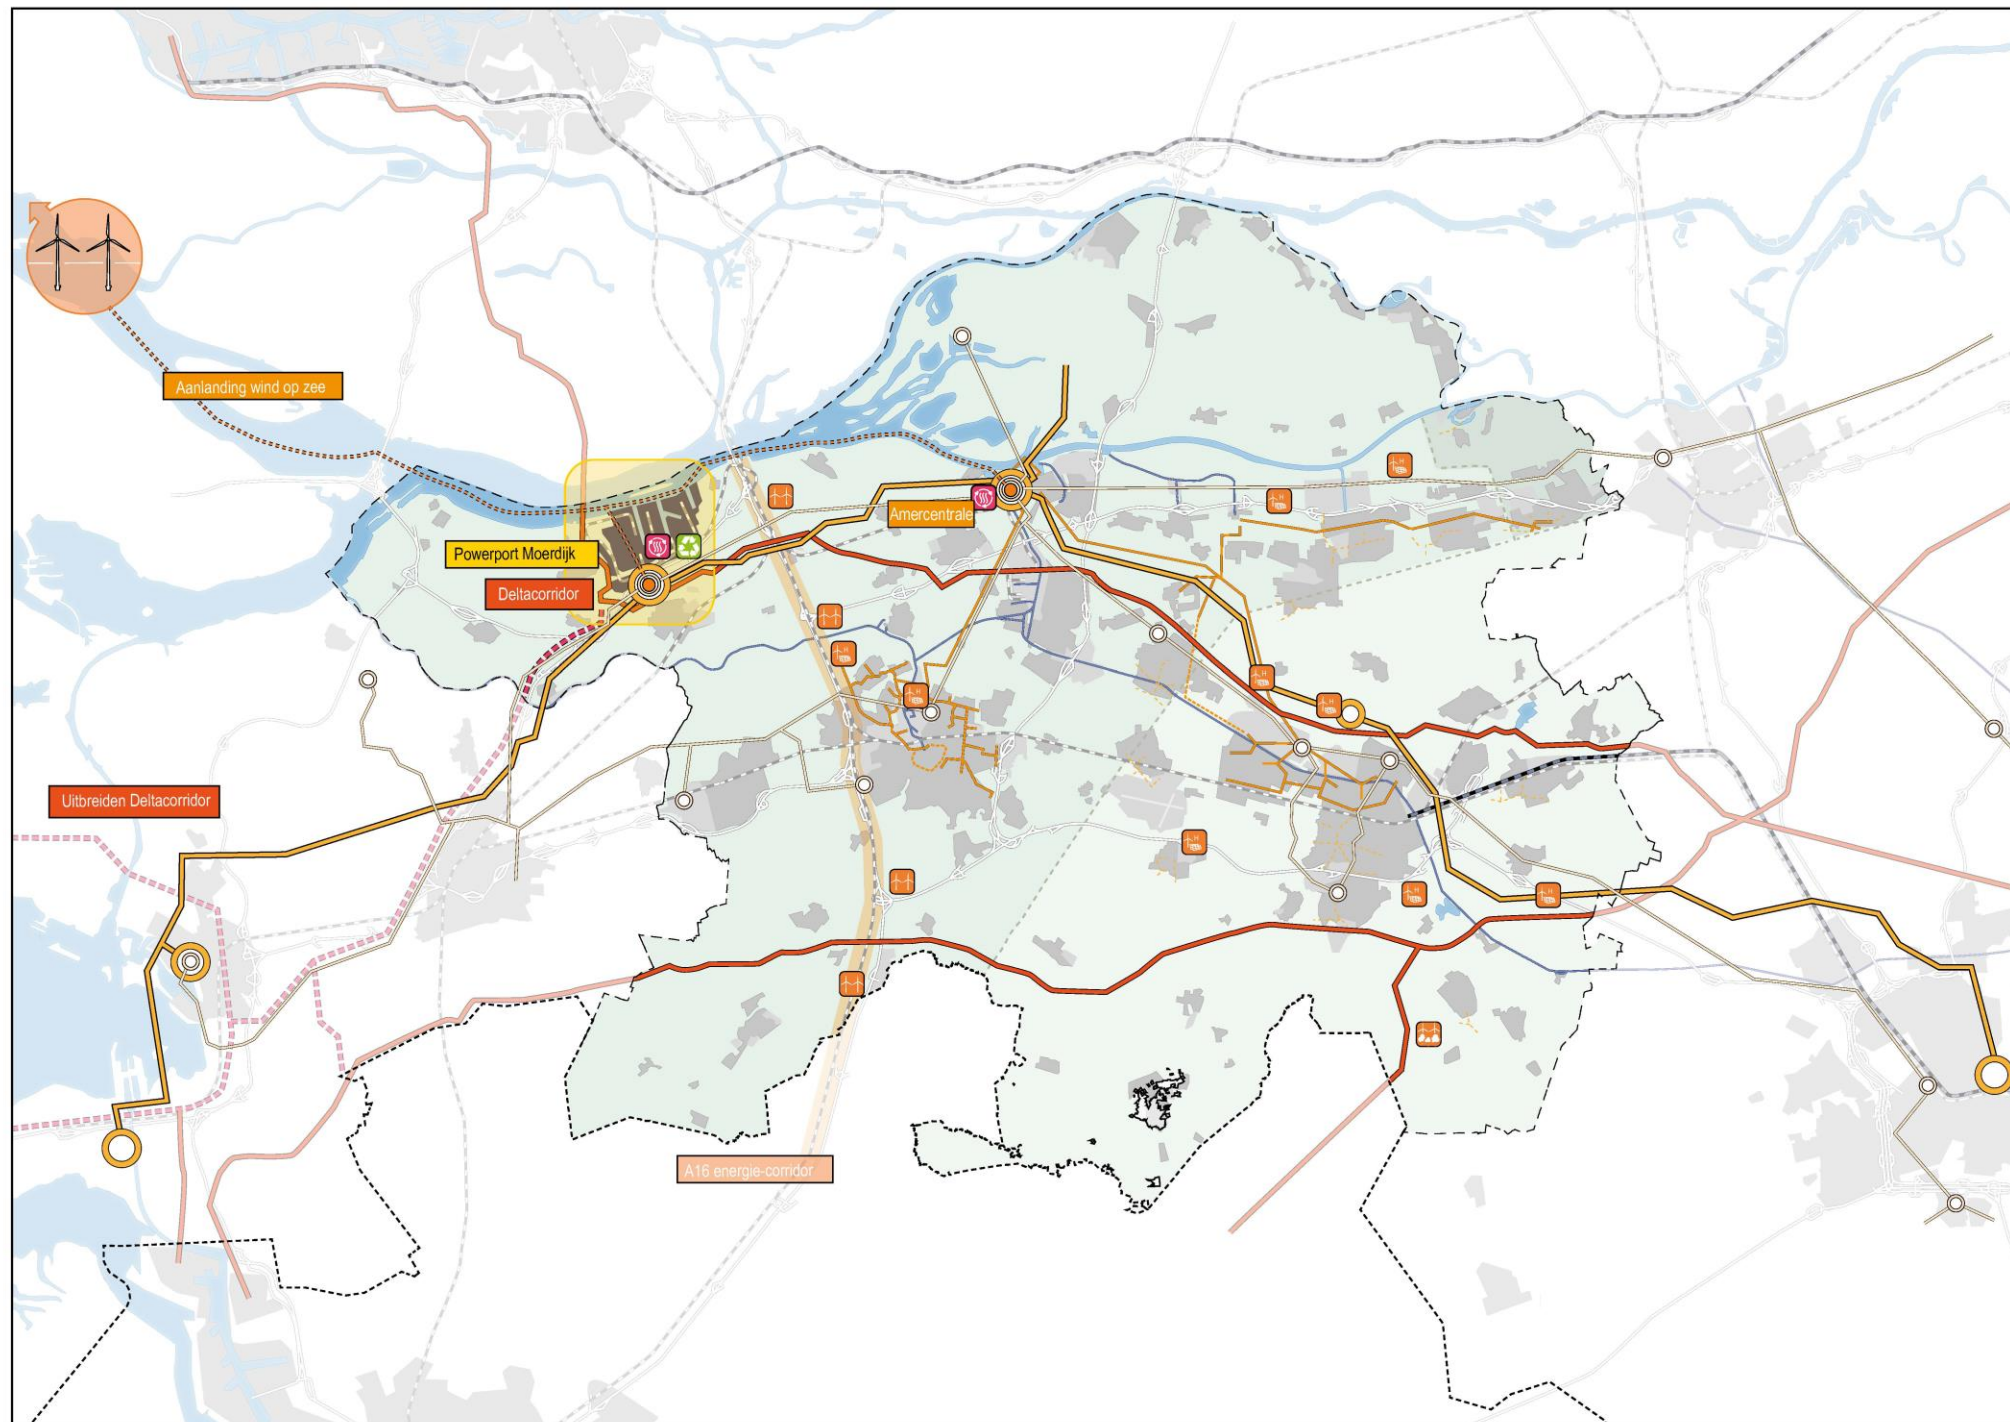 Aanlanding wind op zee
Amercentrale
Powerport Moerdijk
Deltacorridor
Uitbreiden Deltacorridor
A16 energie-corridor